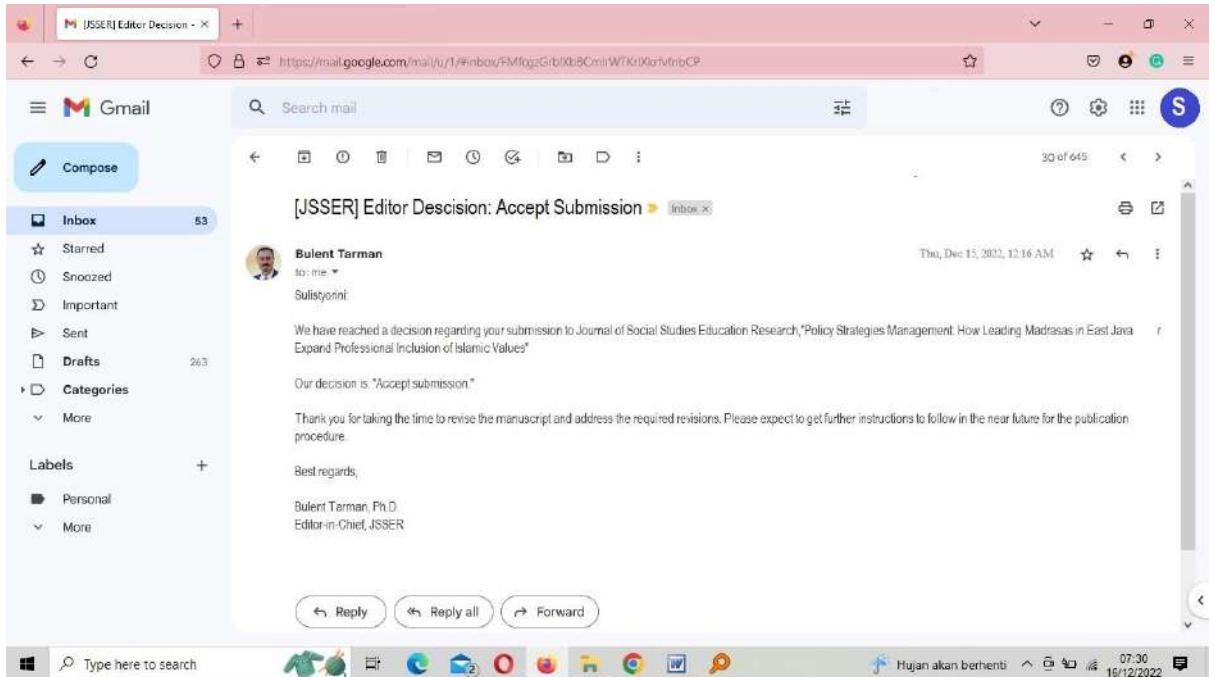 [JSSER] Editor Decision - ×
https://mail.google.com/mail/u/1/#inbox/
Gmail
Search mail
S
Compose
30 of 645
[JSSER] Editor Descision: Accept Submission
Inbox ×
Inbox 53
Starred
Snoozed
Important
Sent
Drafts 263
Categories
More
Labels +
Personal
More
Bulent Tarman
Thu, Dec 15, 2022, 12:16 AM
to: me
Sulistyorini:
We have reached a decision regarding your submission to Journal of Social Studies Education Research,"Policy Strategies Management: How Leading Madrasas in East Java r
Expand Professional Inclusion of Islamic Values"
Our decision is: "Accept submission."
Thank you for taking the time to revise the manuscript and address the required revisions. Please expect to get further instructions to follow in the near future for the publication
procedure.
Best regards,
Bulent Tarman, Ph.D.
Editor-in-Chief, JSSER
Reply
Reply all
Forward
Type here to search
2
W
Hujan akan berhenti
07:30
16/12/2022